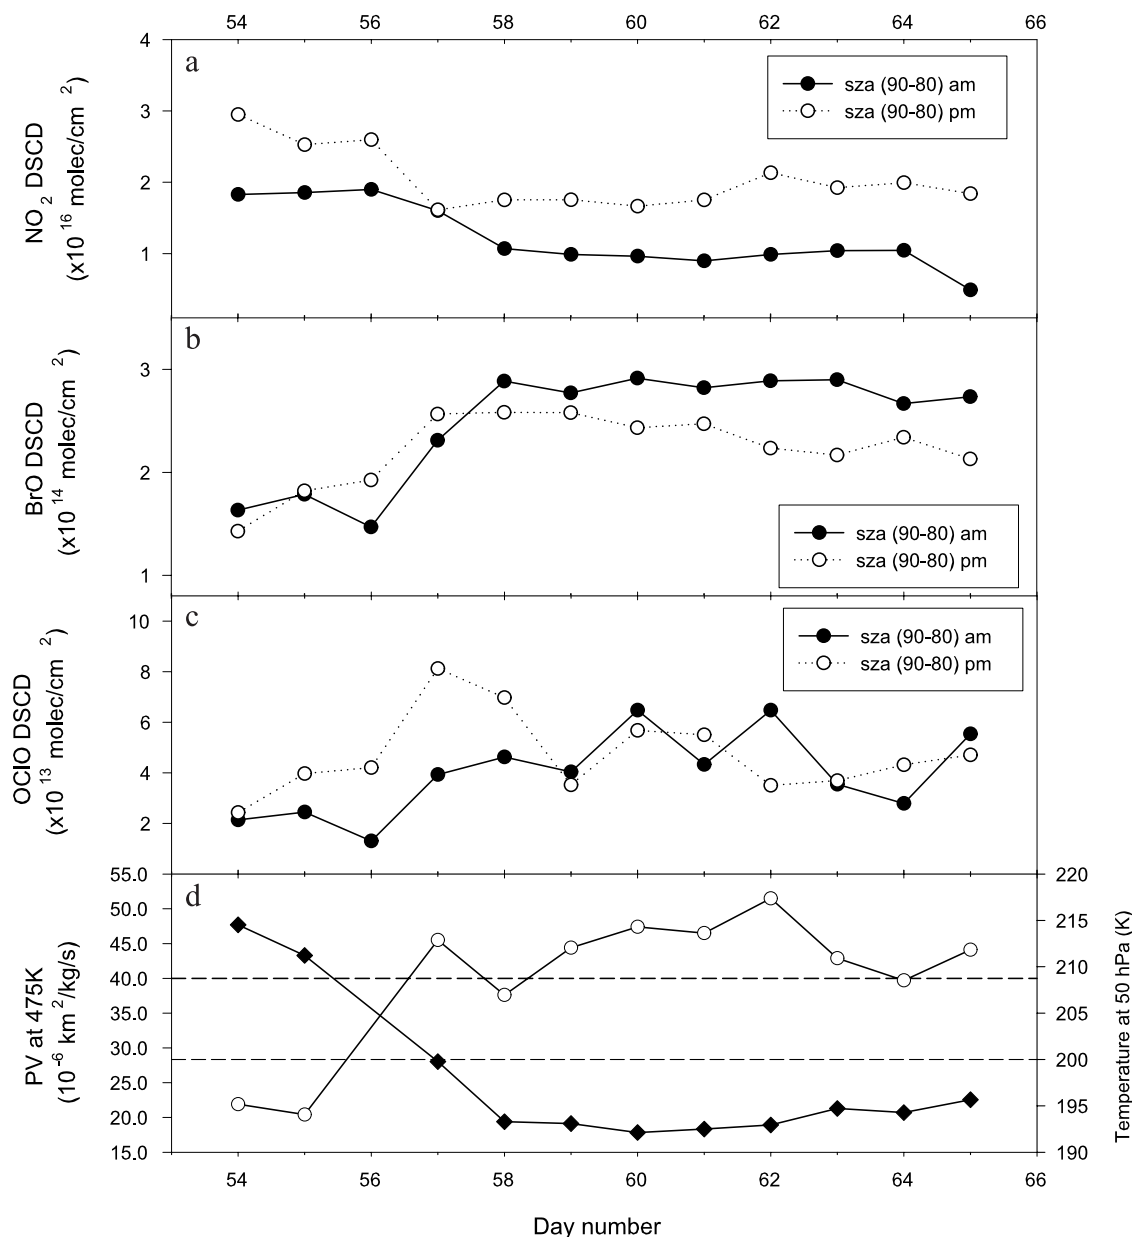 54 56 58 60 62 64 66
a
4
3
2
1
NO2 DSCD
(x10 16 molec/cm 2)
sza (90-80) am
sza (90-80) pm
b
3
2
1
BrO DSCD
(x10 14 molec/cm 2)
sza (90-80) am
sza (90-80) pm
c
10
8
6
4
2
OClO DSCD
(x10 13 molec/cm 2)
sza (90-80) am
sza (90-80) pm
d
55.0
50.0
45.0
40.0
35.0
30.0
25.0
20.0
15.0
PV at 475K
(10-6 km 2/kg/s)
220
215
210
205
200
195
190
Temperature at 50 hPa (K)
54 56 58 60 62 64 66
Day number